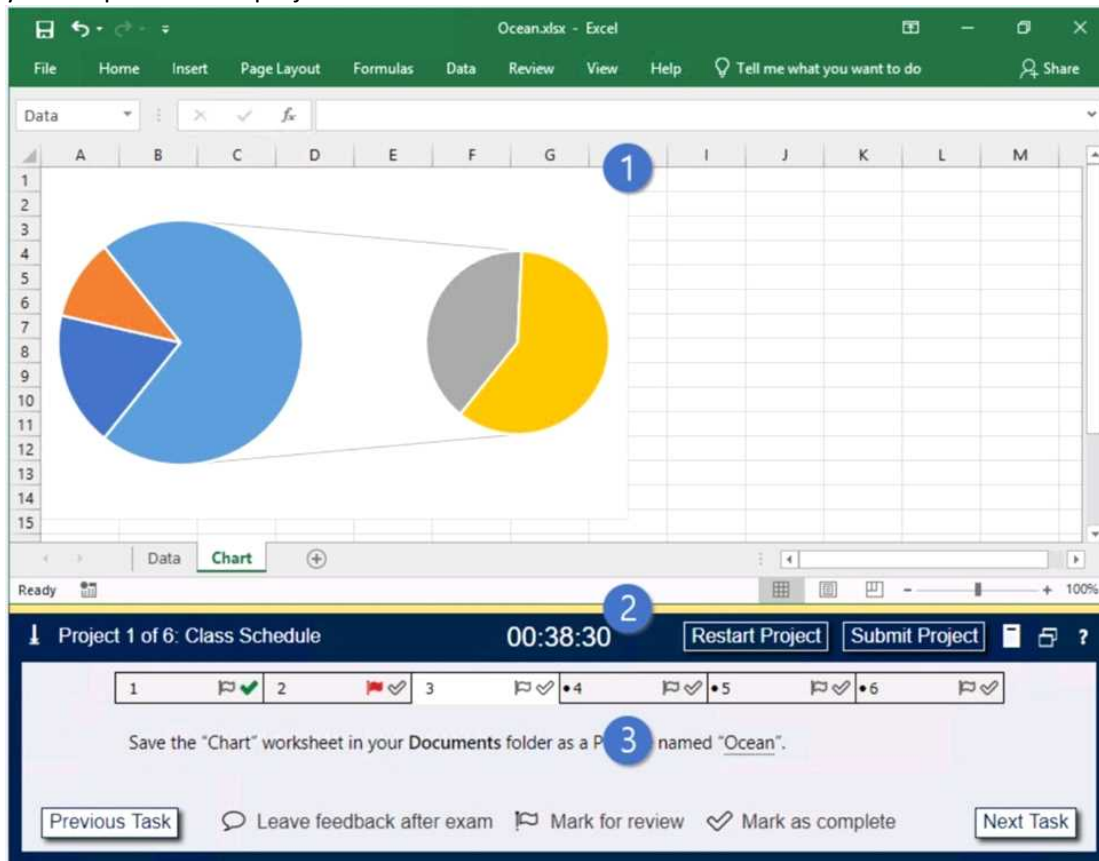 Ocean.xlsx - Excel
File Home Insert Page Layout Formulas Data Review View Help Tell me what you want to do Share
Data fx
A B C D E F G 1 I J K L M
1
2
3
4
5
6
7
8
9
10
11
12
13
14
15
Data Chart
Ready 100%
2
Project 1 of 6: Class Schedule 00:38:30 Restart Project Submit Project ?
1 2 3 •4 •5 •6
Save the "Chart" worksheet in your Documents folder as a P 3 named "Ocean".
Previous Task Leave feedback after exam Mark for review Mark as complete Next Task